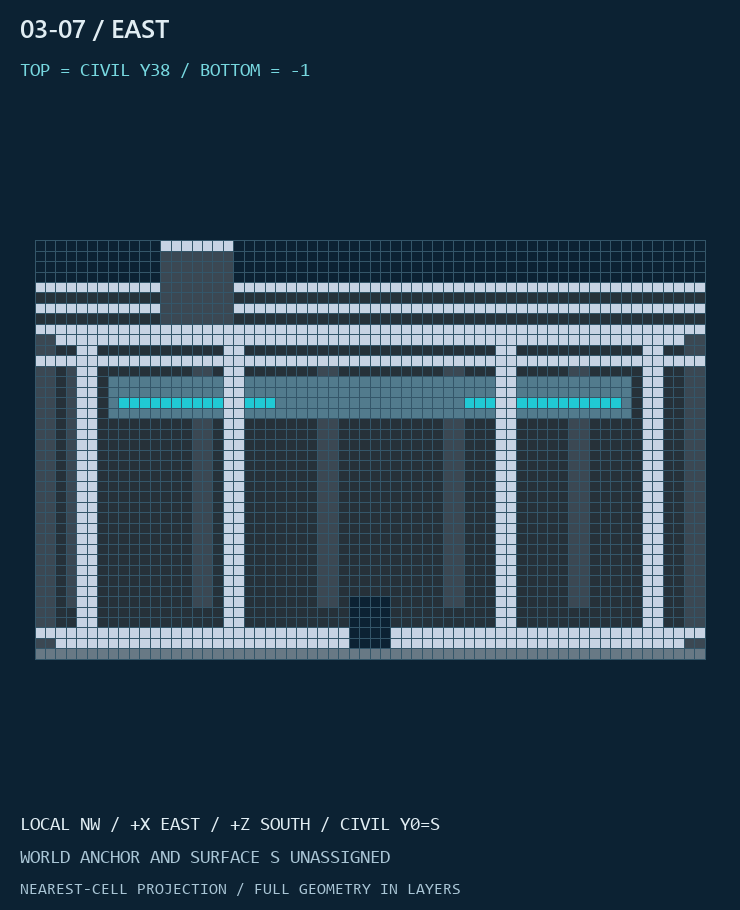 03-07 / EAST
TOP = CIVIL Y38 / BOTTOM = -1
LOCAL NW / +X EAST / +Z SOUTH / CIVIL Y0=S
WORLD ANCHOR AND SURFACE S UNASSIGNED
NEAREST-CELL PROJECTION / FULL GEOMETRY IN LAYERS